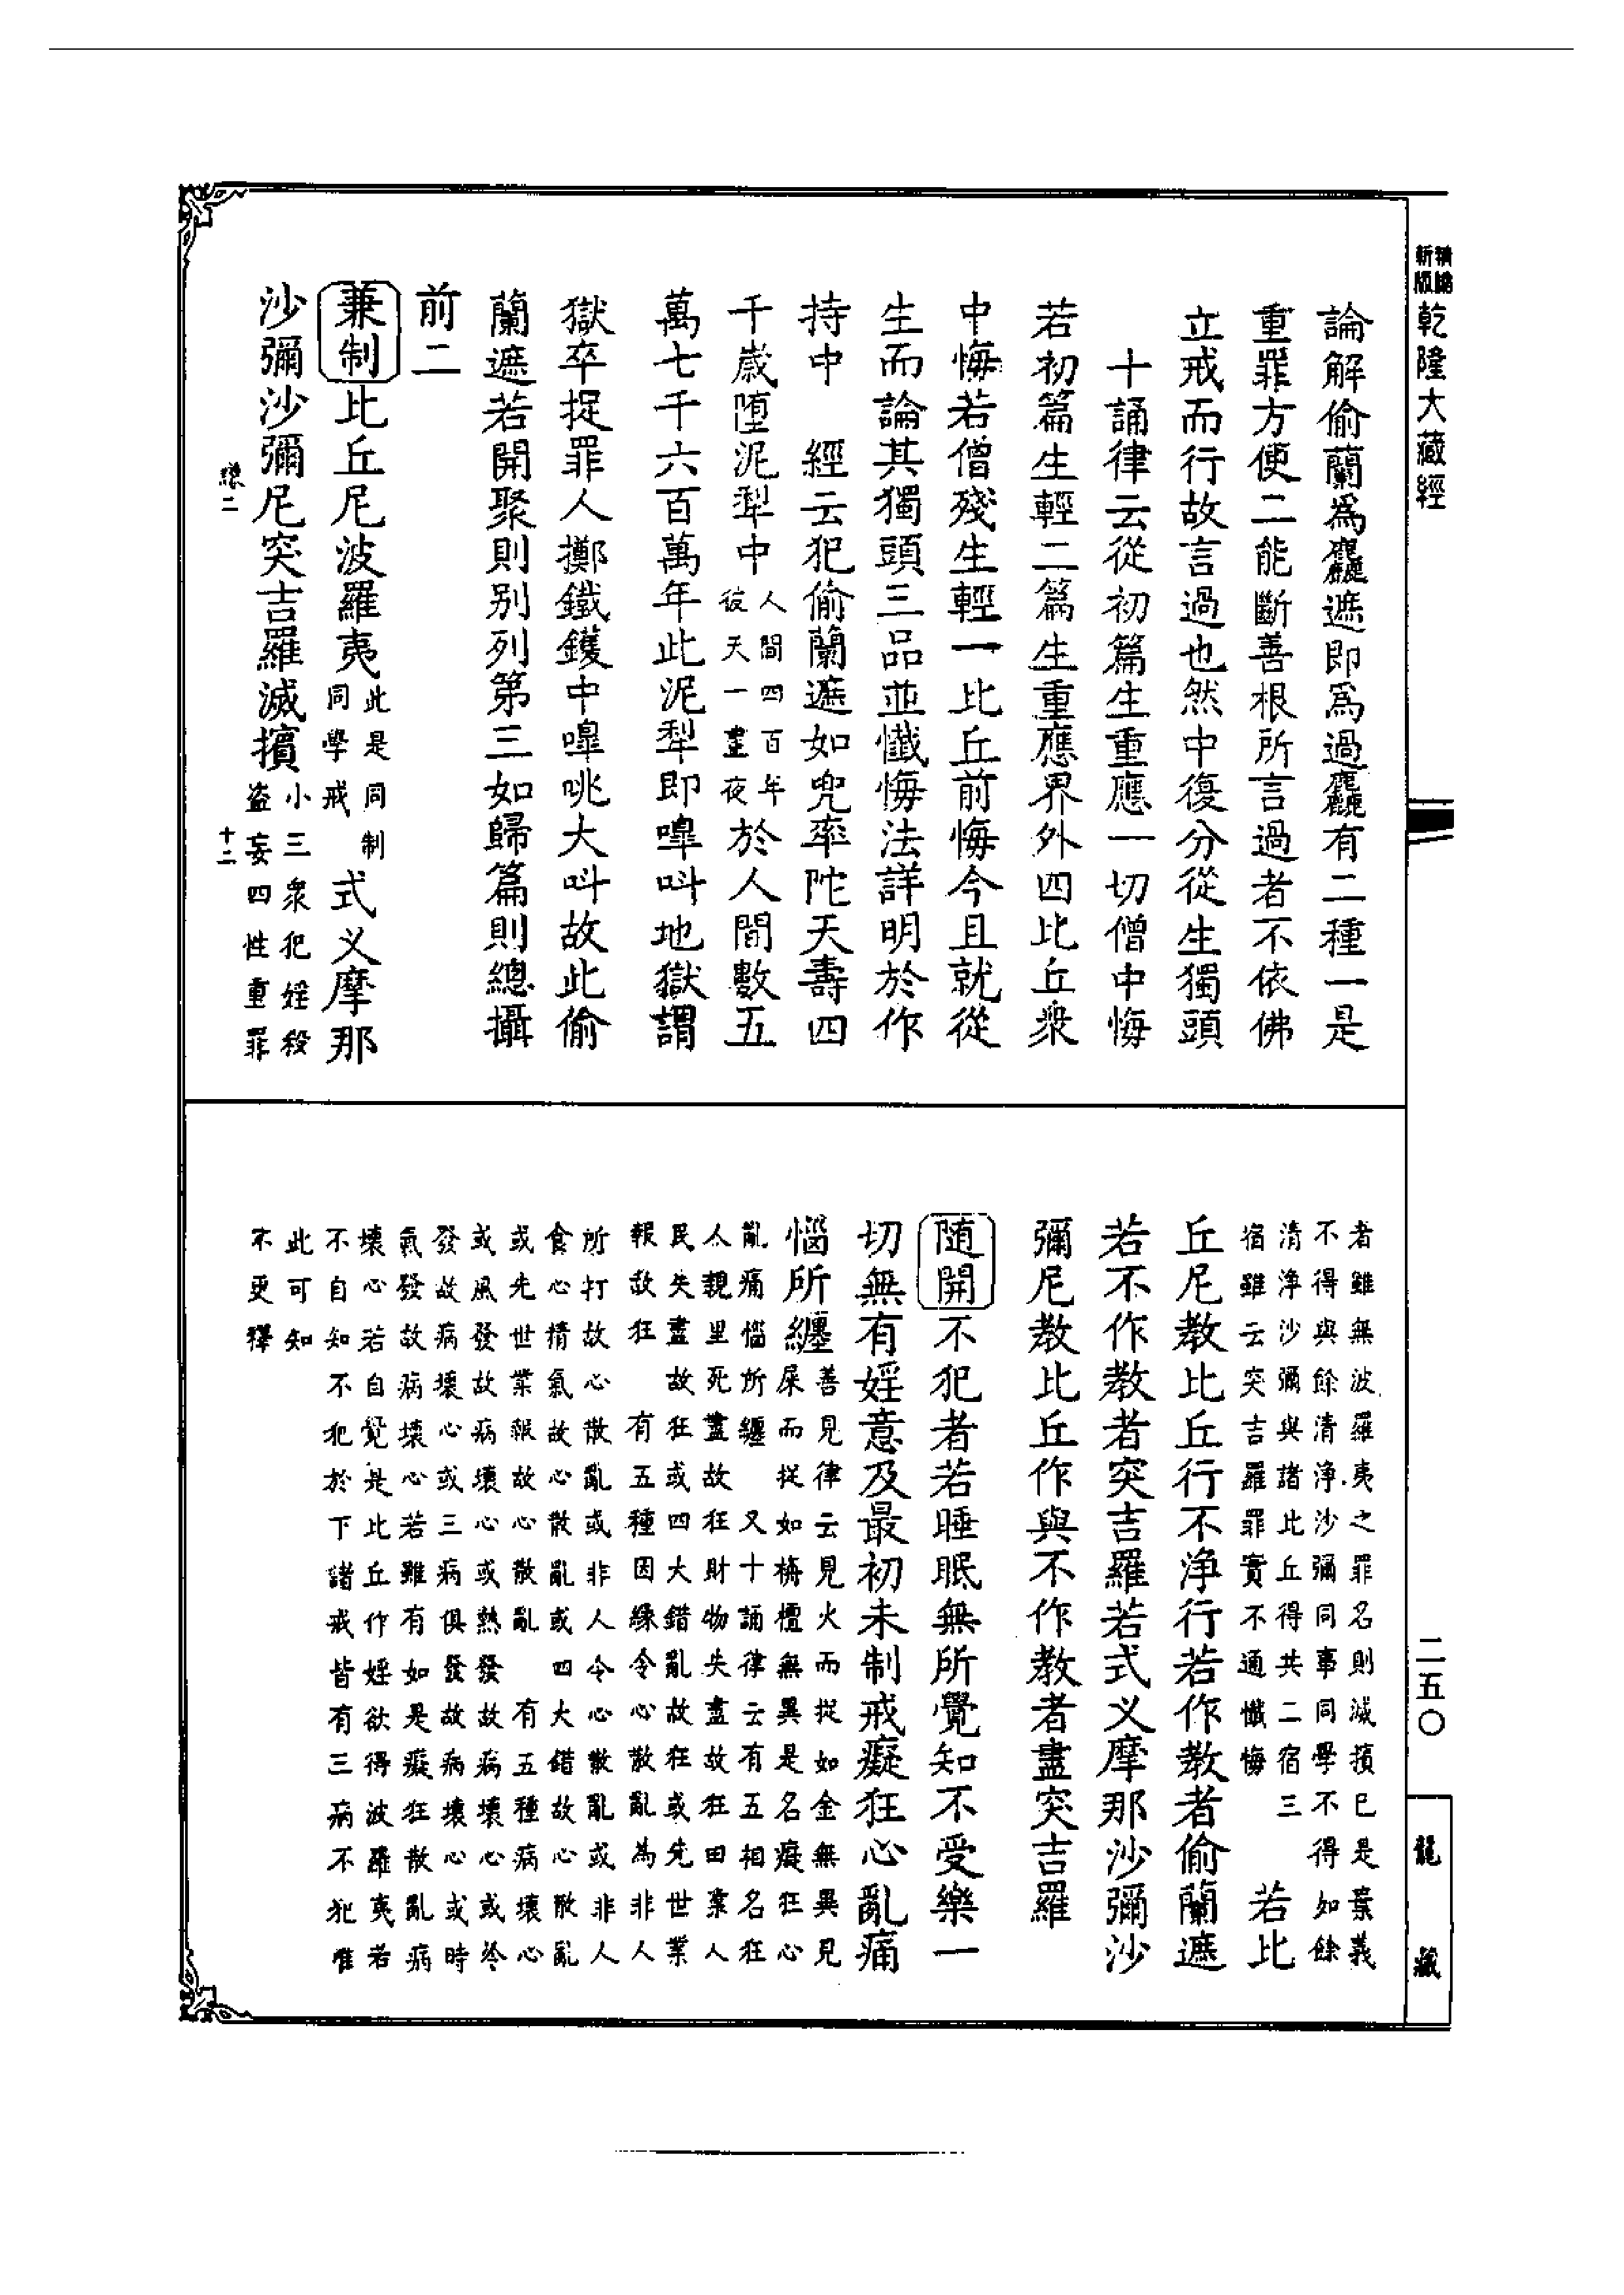 乾隆大藏經
論解偷蘭為麤遮即為過麤有二種一是
重罪方便二能斷善根所言過者不依佛
立戒而行故言過也然中復分從生獨頭
十誦律云從初篇生重應一切僧中悔
若初篇生輕二篇生重應界外四比丘衆
中悔若僧殘生輕一比丘前悔今且就從
生而論其獨頭三品並懺悔法詳明於作
持中　經云犯偷蘭遮如兜率陀天壽四
千歲墮泥犁中人間四百年彼天一晝夜於人間數五
萬七千六百萬年此泥犁即嘷呌地獄謂
獄卒捉罪人擲鐵鑊中嘷咷大呌故此偷
蘭遮若開聚則別列第三如歸篇則總攝
前二
兼制比丘尼波羅夷此是同制同學戒　式义摩那
沙彌沙彌尼突吉羅滅擯小三衆犯婬殺盜妄四性重罪
十二
者雖無波羅夷之罪名則滅擯已是棄義
不得與餘清淨沙彌同事同學不得如餘
清淨沙彌與諸比丘得共二宿三
宿雖云突吉羅罪實不通懺悔　若比
丘尼教比丘行不淨行若作教者偷蘭遮
若不作教者突吉羅若式义摩那沙彌沙
彌尼教比丘作與不作教者盡突吉羅
随開不犯者若睡眠無所覺知不受樂一
切無有婬意及最初未制戒癡狂心亂痛
惱所纏善見律云見火而捉如金無異見
屎而捉如栴檀無異是名癡狂心
亂痛惱所纏　又十誦律云有五相名狂
人親里死盡故狂財物失盡故狂田業人
民失盡故狂或四大錯亂故狂或先世業
報故狂　有五種因緣令心散亂為非人
所打故心散亂或非人令心散亂或非人
食心精氣故心散亂或四大錯故心散亂
或先世業報故心散亂　有五種病壞心
或風發故病壞心或熱發故病壞心或冷
發故病壞心或三病俱發故病壞心或時
氣發故病壞心若雖有如是癡狂散亂病
壞心若自覺是比丘作婬欲得波羅夷若
不自知不犯於下諸戒皆有三病不犯唯
此可知
不更釋
二五〇
龍藏